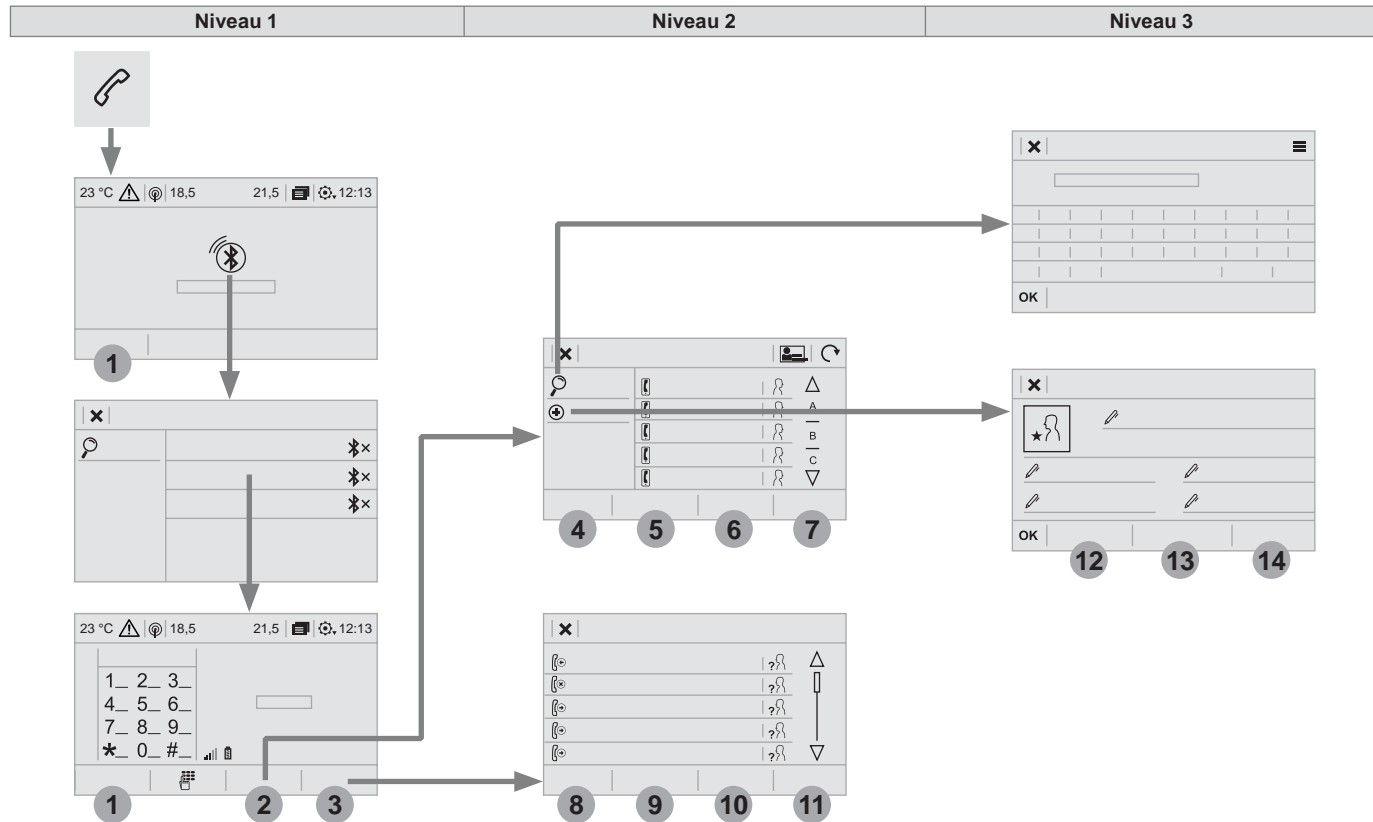 Niveau 1
Niveau 2
Niveau 3
23 °C 18,5 21,5 12:13
1
23 °C 18,5 21,5 12:13
1_ 2_ 3_
4_ 5_ 6_
7_ 8_ 9_
*_ 0_ #_
1 2 3
A
B
C
4 5 6 7
?
?
?
?
?
8 9 10 11
OK
OK
12 13 14